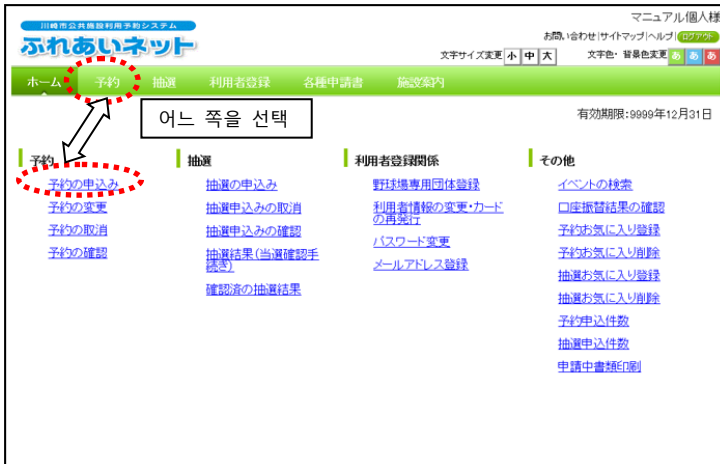 マニュアル個人様
川崎市公共施設利用予約システム
ふれあいネット
お問い合わせ|サイトマップ|ヘルプ|ログアウト
文字サイズ変更 小 中 大 文字色・背景色変更 あ あ あ
ホーム 予約 抽選 利用者登録 各種申請書 施設案内
어느 쪽을 선택
有効期限:9999年12月31日
予約
予約の申込み
予約の変更
予約の取消
予約の確認
抽選
抽選の申込み
抽選申込みの取消
抽選申込みの確認
抽選結果(当選確認手
続き)
確認済の抽選結果
利用者登録関係
野球場専用団体登録
利用者情報の変更・カード
の再発行
パスワード変更
メールアドレス登録
その他
イベントの検索
口座振替結果の確認
予約お気に入り登録
予約お気に入り削除
抽選お気に入り登録
抽選お気に入り削除
予約申込件数
抽選申込件数
申請中書類印刷